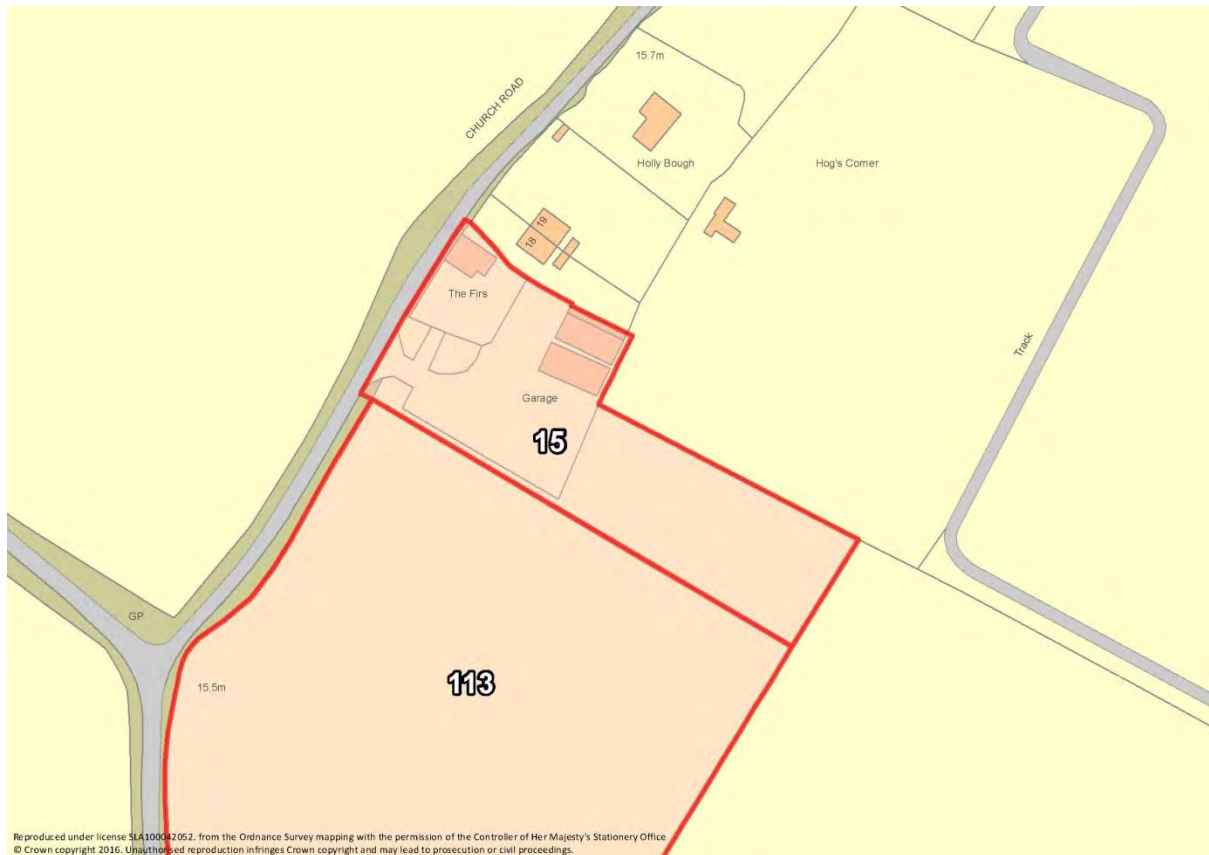 15.7m
CHURCH ROAD
Holly Bough
Hog's Corner
19
18
The Firs
Track
Garage
15
GP
113
15.5m
Reproduced under license SLA100042052. from the Ordnance Survey mapping with the permission of the Controller of Her Majesty's Stationery Office
© Crown copyright 2016. Unauthorised reproduction infringes Crown copyright and may lead to prosecution or civil proceedings.